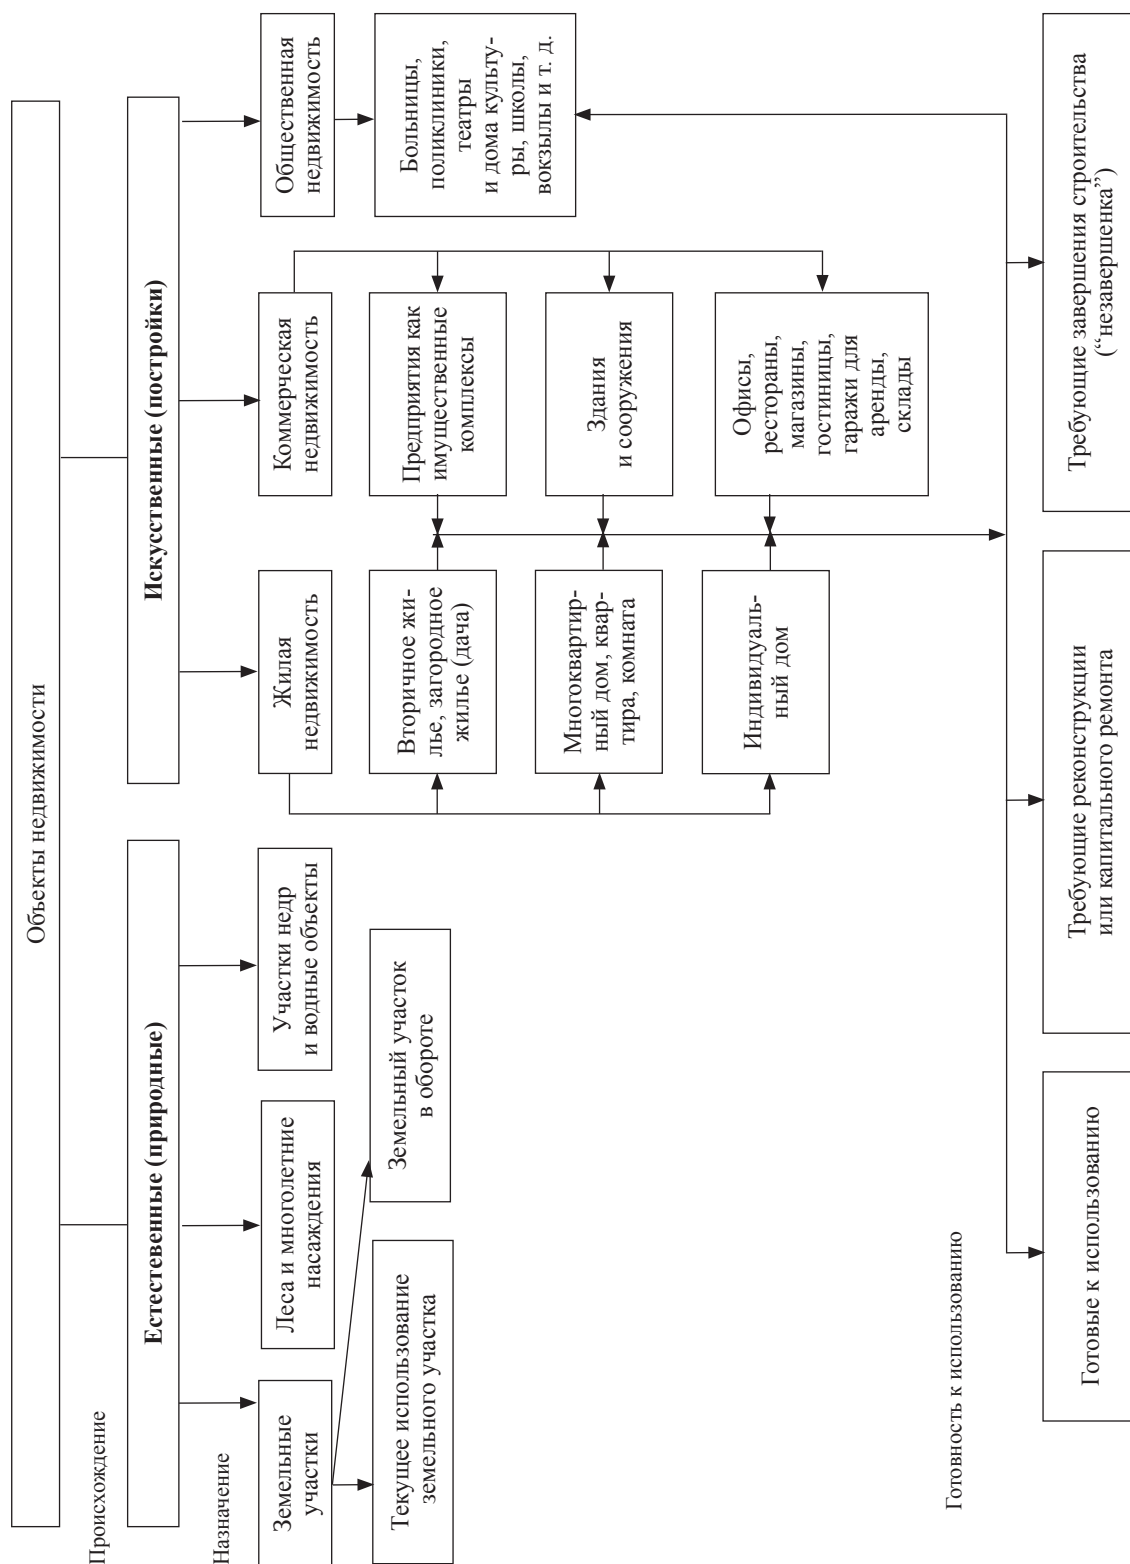 Объекты недвижимости
Происхождение
Естестевенные (природные)
Искусственные (постройки)
Назначение
Земельные
участки
Леса и многолетние
насаждения
Участки недр
и водные объекты
Жилая
недвижимость
Коммерческая
недвижимость
Общественная
недвижимость
Текущее использование
земельного участка
Земельный участок
в обороте
Вторичное жи-
лье, загородное
жилье (дача)
Предприятия как
имущественные
комплексы
Больницы,
поликлиники,
театры
и дома культу-
ры, школы,
вокзылы и т. д.
Многоквартир-
ный дом, квар-
тира, комната
Здания
и сооружения
Индивидуаль-
ный дом
Офисы,
рестораны,
магазины,
гостиницы,
гаражи для
аренды,
склады
Готовность к использованию
Готовые к использованию
Требующие реконструкции
или капитального ремонта
Требующие завершения строительства
(“незавершенка”)